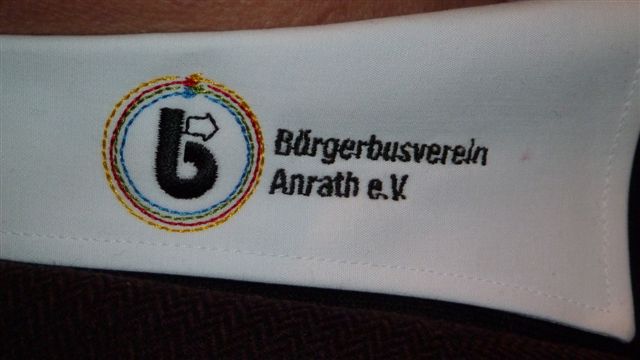 b
Bürgerbusverein
Anrath e.V.